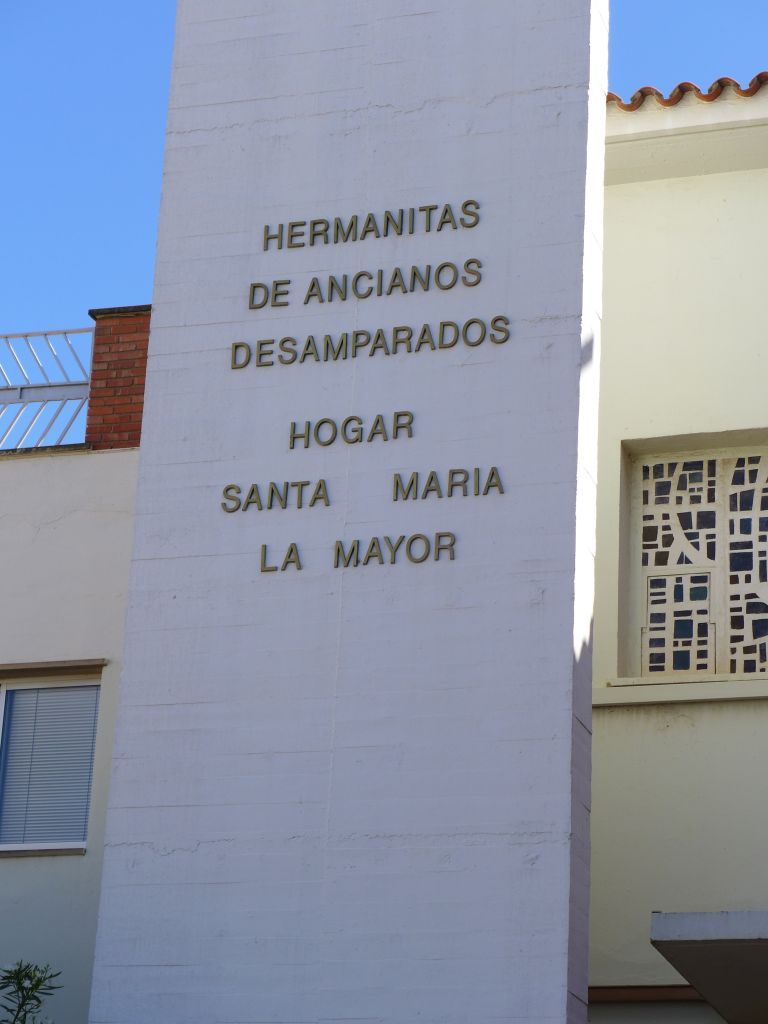 HERMANITAS
DE ANCIANOS
DESAMPARADOS
HOGAR
SANTA MARIA
LA MAYOR